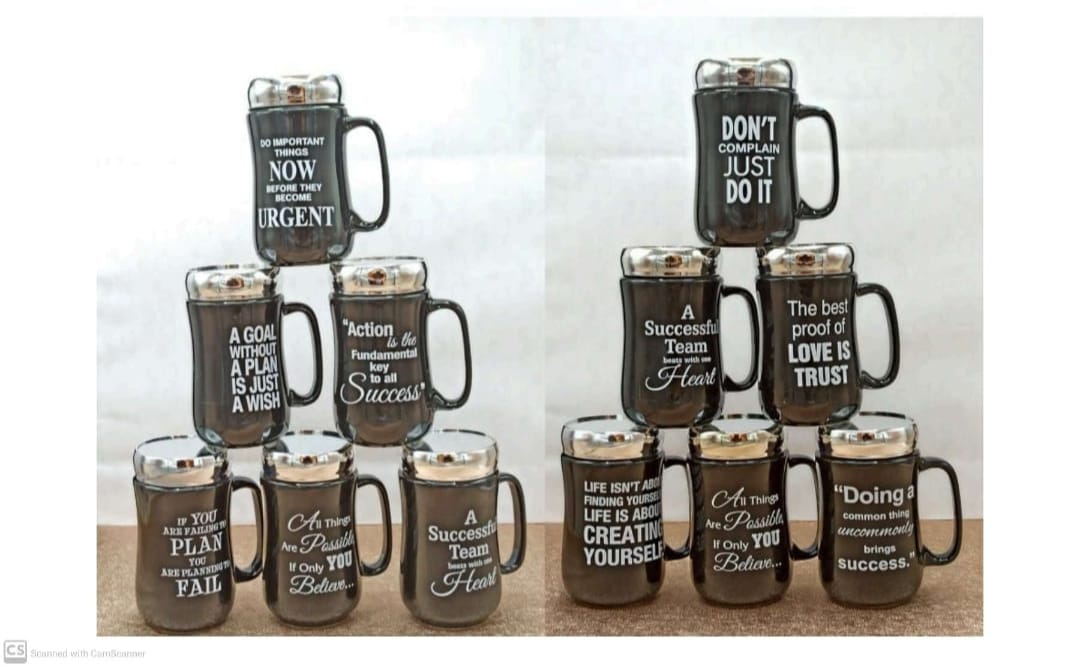 DO IMPORTANT
THINGS
NOW
BEFORE THEY
BECOME
URGENT
A GOAL
WITHOUT
A PLAN
IS JUST
A WISH
"Action
is the
Fundamental
key
to all
Success"
IF YOU
ARE FAILING TO
PLAN
YOU
ARE PLANNING TO
FAIL
All Things
Are Possible
If Only YOU
Believe...
A
Successfu
Team
beats with one
Heart
DON'T
COMPLAIN
JUST
DO IT
A
Successful
Team
beats with one
Heart
The best
proof of
LOVE IS
TRUST
LIFE ISN'T ABO
FINDING YOURSEL
LIFE IS ABOU
CREATING
YOURSELF
All Things
Are Possible
If Only YOU
Believe...
"Doing a
common thing
uncommonly
brings
success."
CS Scanned with CamScanner